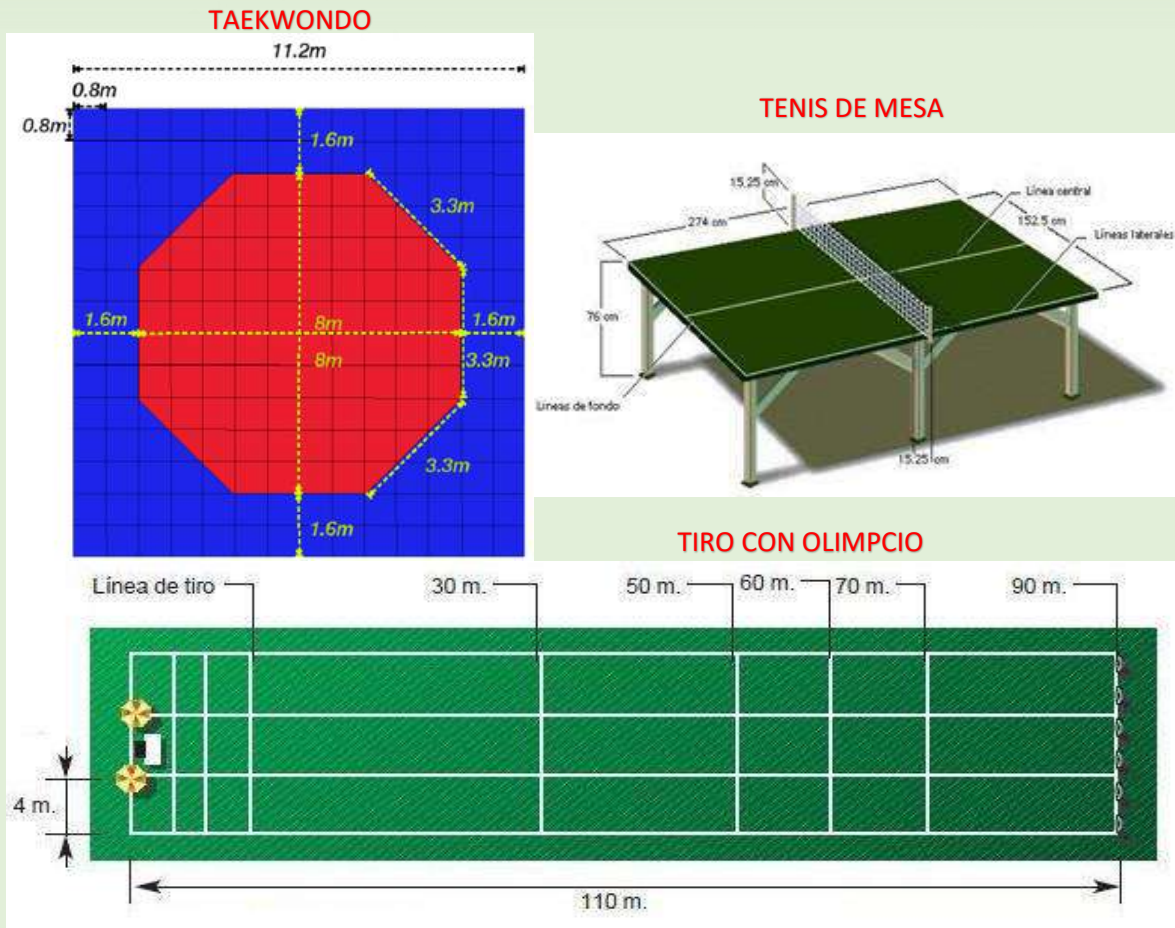 TAEKWONDO
11.2m
0.8m
0.8m
1.6m
3.3m
1.6m
8m
1.6m
8m
3.3m
3.3m
1.6m
TENIS DE MESA
15.25 cm
Línea central
274 cm
152.5 cm
Líneas laterales
76 cm
Líneas de fondo
15.25 cm
TIRO CON OLIMPCIO
Línea de tiro
30 m.
50 m.
60 m.
70 m.
90 m.
4 m.
110 m.